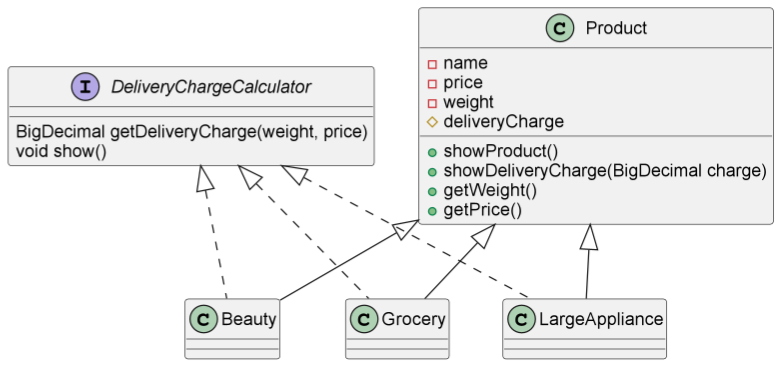 I DeliveryChargeCalculator
BigDecimal getDeliveryCharge(weight, price)
void show()
C Product
name
price
weight
deliveryCharge
showProduct()
showDeliveryCharge(BigDecimal charge)
getWeight()
getPrice()
C Beauty
C Grocery
C LargeAppliance